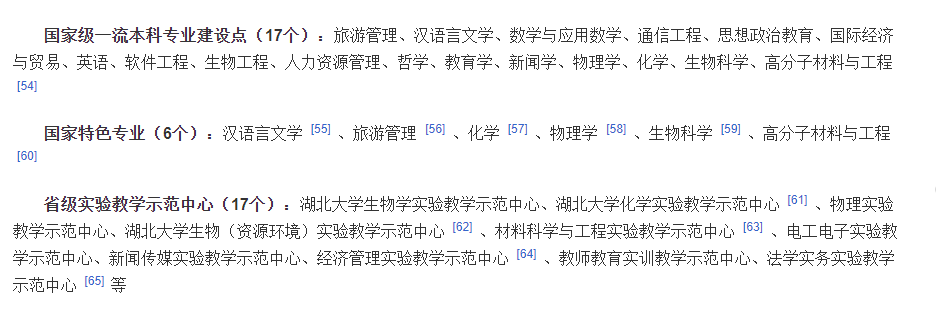 国家级一流本科专业建设点（17个）：旅游管理、汉语言文学、数学与应用数学、通信工程、思想政治教育、国际经济
与贸易、英语、软件工程、生物工程、人力资源管理、哲学、教育学、新闻学、物理学、化学、生物科学、高分子材料与工程
[54]
国家特色专业（6个）：汉语言文学 [55] 、旅游管理 [56] 、化学 [57] 、物理学 [58] 、生物科学 [59] 、高分子材料与工程
[60]
省级实验教学示范中心（17个）：湖北大学生物学实验教学示范中心、湖北大学化学实验教学示范中心 [61] 、物理实验
教学示范中心、湖北大学生物（资源环境）实验教学示范中心 [62] 、材料科学与工程实验教学示范中心 [63] 、电工电子实验教
学示范中心、新闻传媒实验教学示范中心、经济管理实验教学示范中心 [64] 、教师教育实训教学示范中心、法学实务实验教学
示范中心 [65] 等